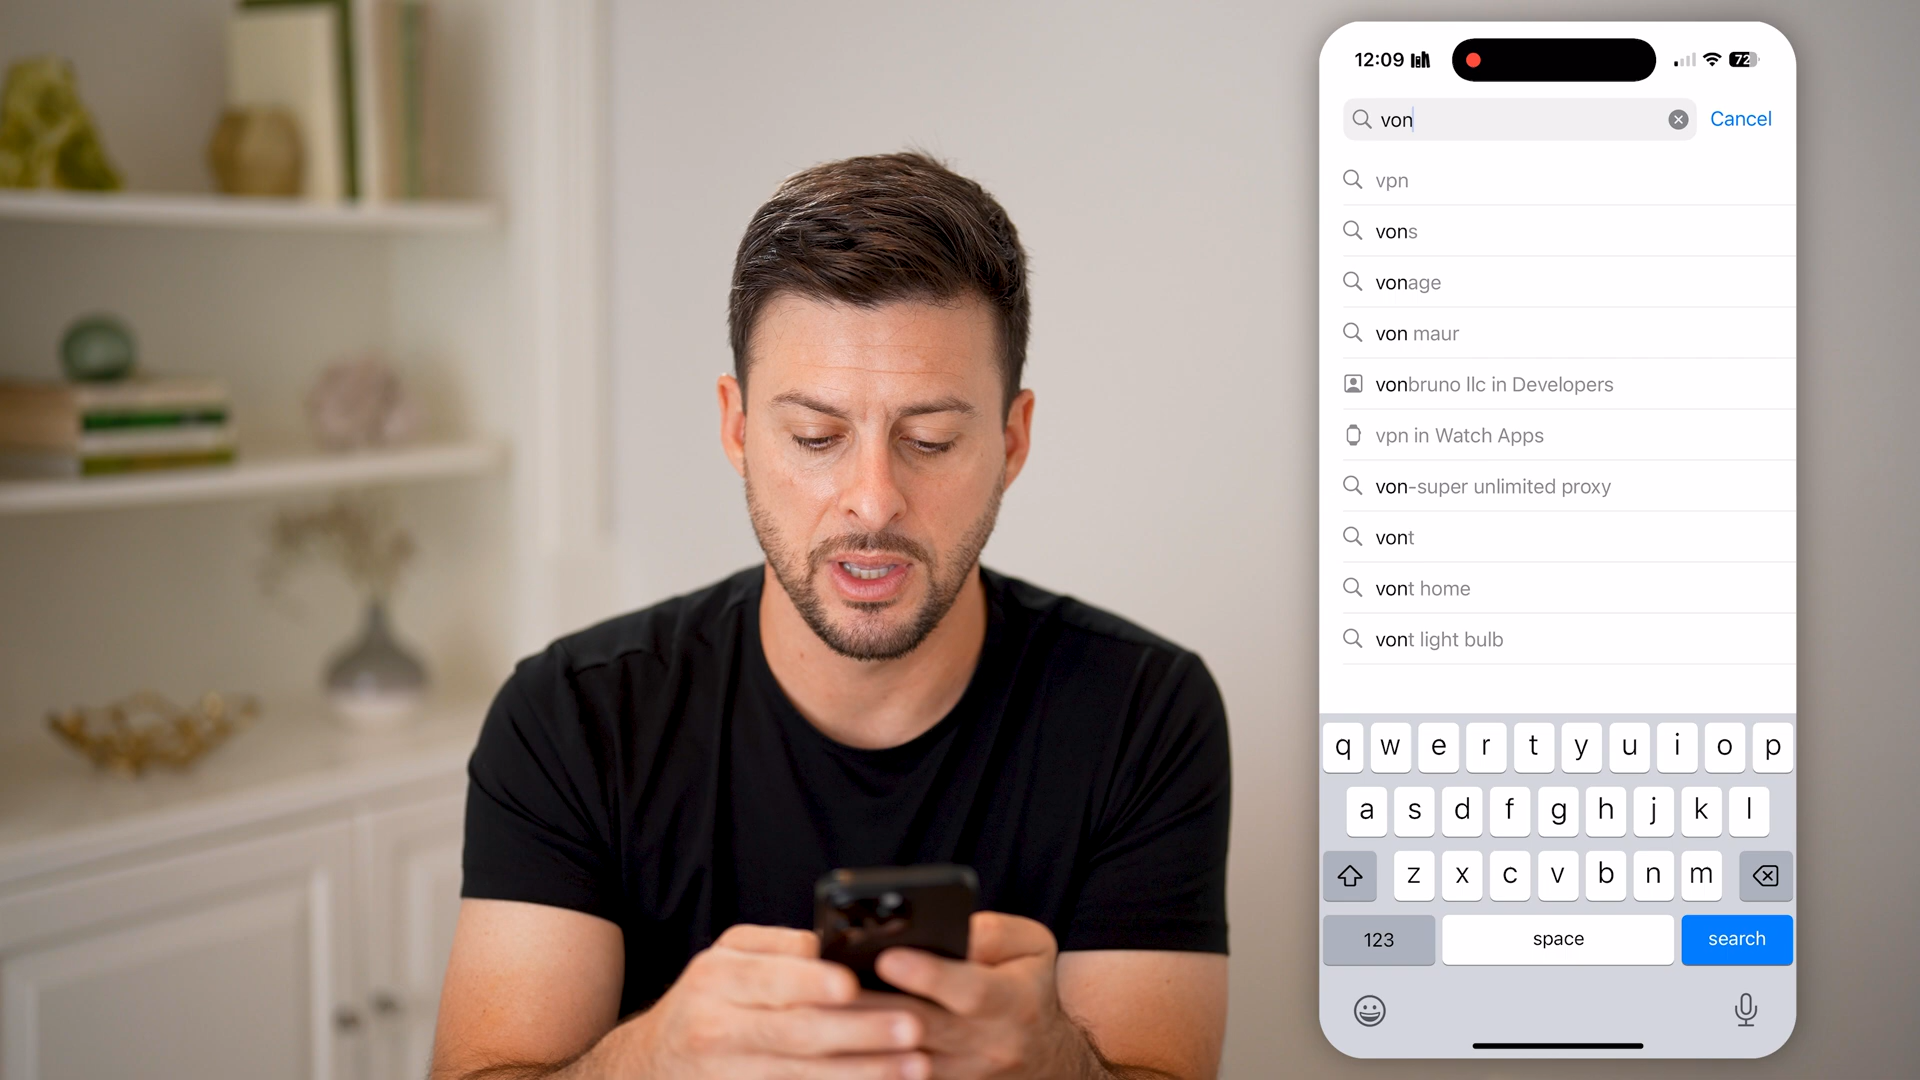 12:09
72
von
Cancel
vpn
vons
vonage
von maur
vonbruno llc in Developers
vpn in Watch Apps
von-super unlimited proxy
vont
vont home
vont light bulb
q w e r t y u i o p
a s d f g h j k l
z x c v b n m
123 space search